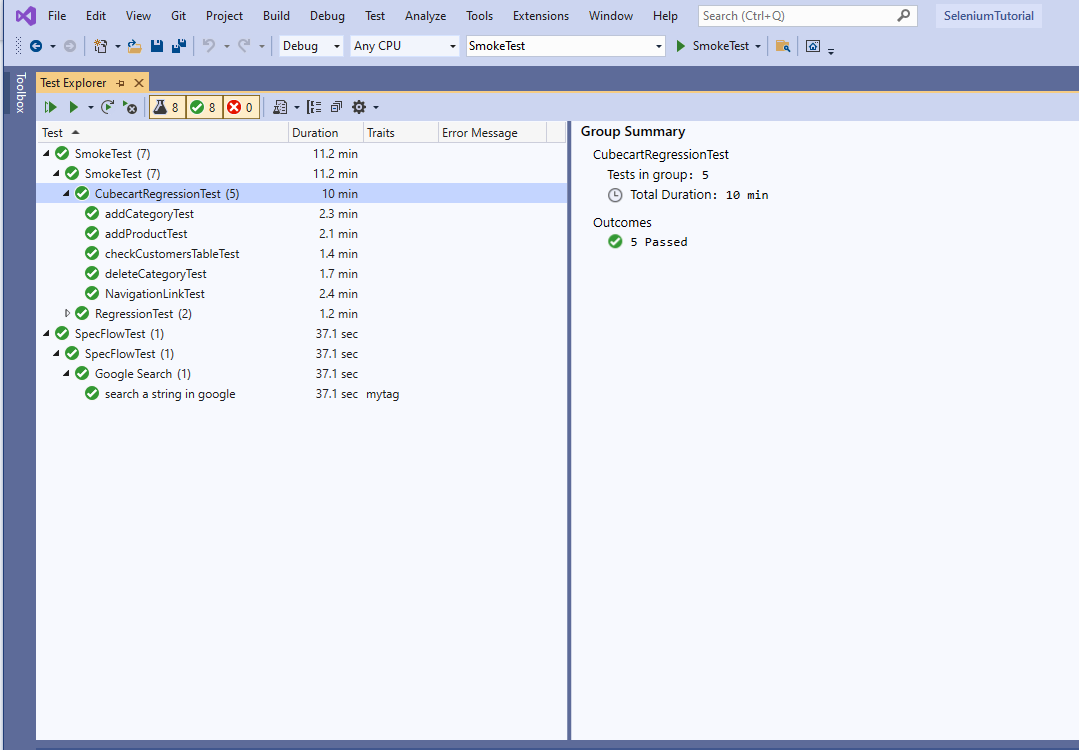 File Edit View Git Project Build Debug Test Analyze Tools Extensions Window Help Search (Ctrl+Q) SeleniumTutorial
Debug Any CPU SmokeTest SmokeTest
Toolbox
Test Explorer
8 8 0
Test Duration Traits Error Message
SmokeTest (7) 11.2 min
SmokeTest (7) 11.2 min
CubecartRegressionTest (5) 10 min
addCategoryTest 2.3 min
addProductTest 2.1 min
checkCustomersTableTest 1.4 min
deleteCategoryTest 1.7 min
NavigationLinkTest 2.4 min
RegressionTest (2) 1.2 min
SpecFlowTest (1) 37.1 sec
SpecFlowTest (1) 37.1 sec
Google Search (1) 37.1 sec
search a string in google 37.1 sec mytag
Group Summary
CubecartRegressionTest
Tests in group: 5
Total Duration: 10 min
Outcomes
5 Passed